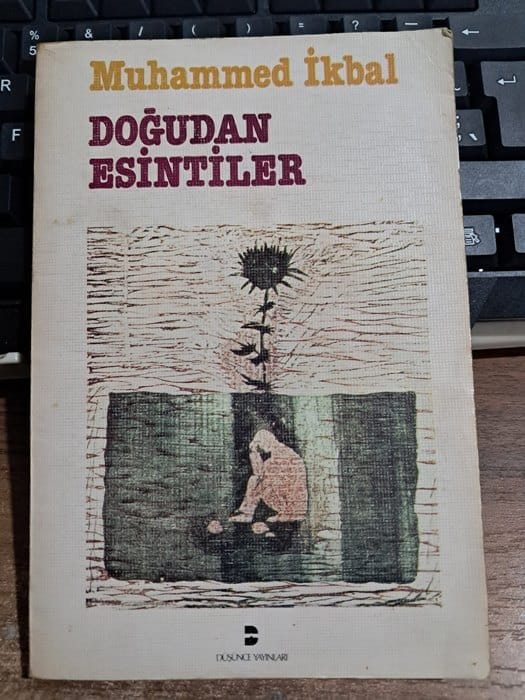 Muhammed İkbal
DOĞUDAN
ESİNTİLER
DÜŞÜNCE YAYINLARI